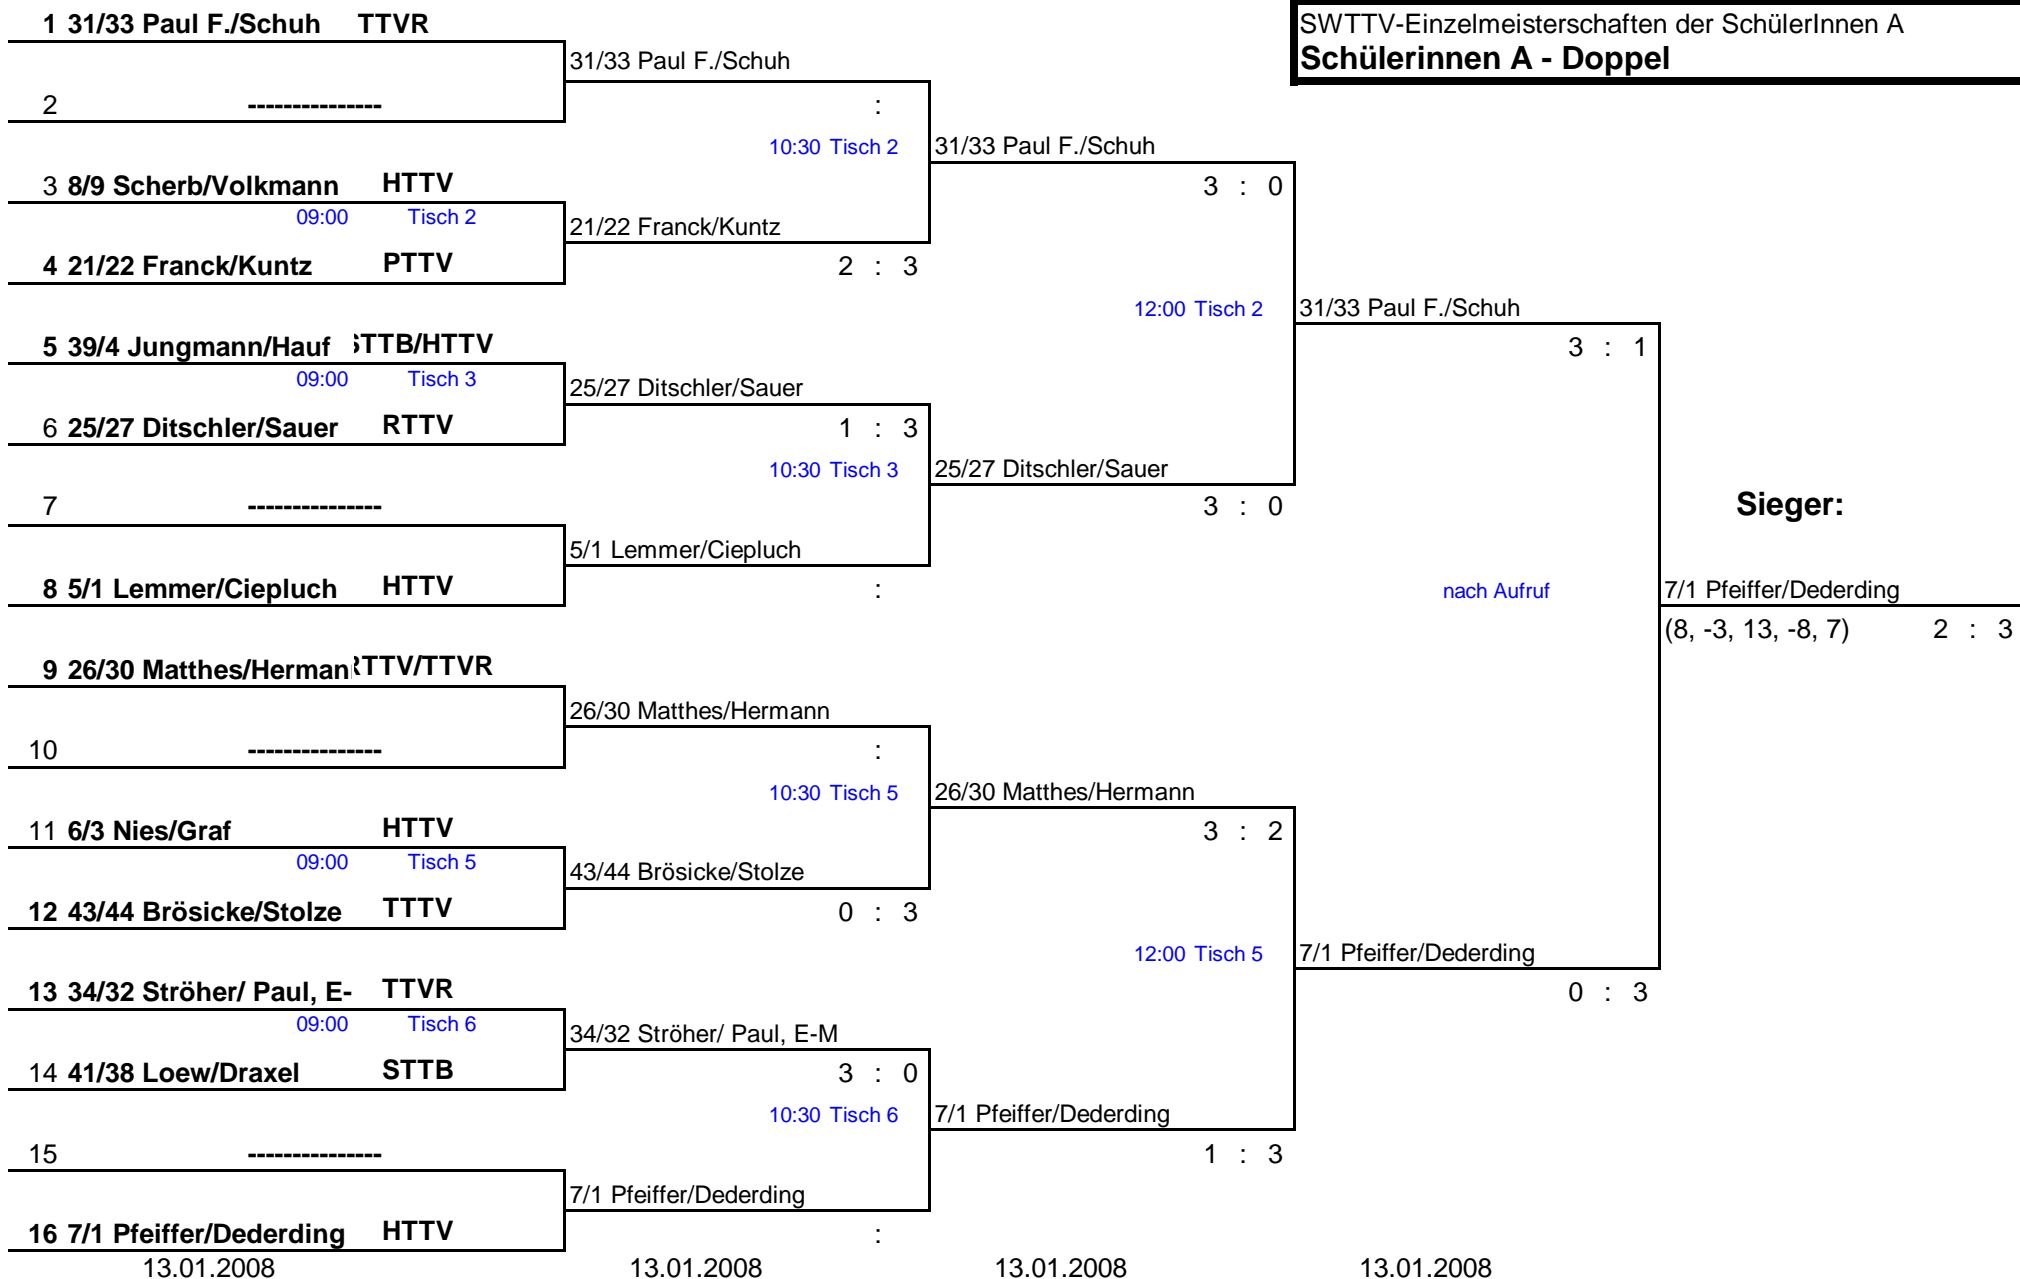 1 31/33 Paul F./Schuh TTVR
SWTTV-Einzelmeisterschaften der SchülerInnen A
Schülerinnen A - Doppel
31/33 Paul F./Schuh
2 ---------------
:
10:30 Tisch 2
31/33 Paul F./Schuh
3 8/9 Scherb/Volkmann HTTV
3 : 0
09:00 Tisch 2
21/22 Franck/Kuntz
4 21/22 Franck/Kuntz PTTV
2 : 3
12:00 Tisch 2
31/33 Paul F./Schuh
5 39/4 Jungmann/Hauf STTB/HTTV
3 : 1
09:00 Tisch 3
25/27 Ditschler/Sauer
6 25/27 Ditschler/Sauer RTTV
1 : 3
10:30 Tisch 3
25/27 Ditschler/Sauer
7 ---------------
3 : 0
Sieger:
5/1 Lemmer/Ciepluch
8 5/1 Lemmer/Ciepluch HTTV
:
nach Aufruf
7/1 Pfeiffer/Dederding
(8, -3, 13, -8, 7) 2 : 3
9 26/30 Matthes/Hermann RTTV/TTVR
26/30 Matthes/Hermann
10 ---------------
:
10:30 Tisch 5
26/30 Matthes/Hermann
11 6/3 Nies/Graf HTTV
3 : 2
09:00 Tisch 5
43/44 Brösicke/Stolze
12 43/44 Brösicke/Stolze TTTV
0 : 3
12:00 Tisch 5
7/1 Pfeiffer/Dederding
13 34/32 Ströher/ Paul, E- TTVR
0 : 3
09:00 Tisch 6
34/32 Ströher/ Paul, E-M
14 41/38 Loew/Draxel STTB
3 : 0
10:30 Tisch 6
7/1 Pfeiffer/Dederding
15 ---------------
1 : 3
7/1 Pfeiffer/Dederding
16 7/1 Pfeiffer/Dederding HTTV
:
13.01.2008 13.01.2008 13.01.2008 13.01.2008